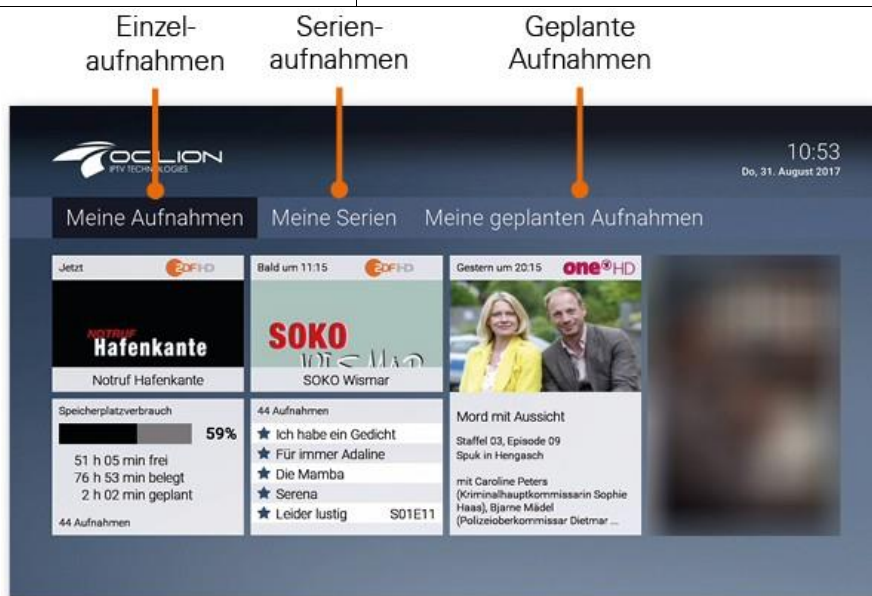 Einzel-
aufnahmen
Serien-
aufnahmen
Geplante
Aufnahmen
OCILION
IPTV TECHNOLOGIES
10:53
Do, 31. August 2017
Meine Aufnahmen
Meine Serien
Meine geplanten Aufnahmen
Jetzt
ZDF HD
NOTRUF
Hafenkante
Notruf Hafenkante
Bald um 11:15
ZDF HD
SOKO
WISMAR
SOKO Wismar
Gestern um 20:15
one HD
Speicherplatzverbrauch
59%
51 h 05 min frei
76 h 53 min belegt
2 h 02 min geplant
44 Aufnahmen
44 Aufnahmen
Ich habe ein Gedicht
Für immer Adaline
Die Mamba
Serena
Leider lustig S01E11
Mord mit Aussicht
Staffel 03, Episode 09
Spuk in Hengasch
mit Caroline Peters
(Kriminalhauptkommissarin Sophie
Haas), Bjarne Mädel
(Polizeioberkommissar Dietmar ...